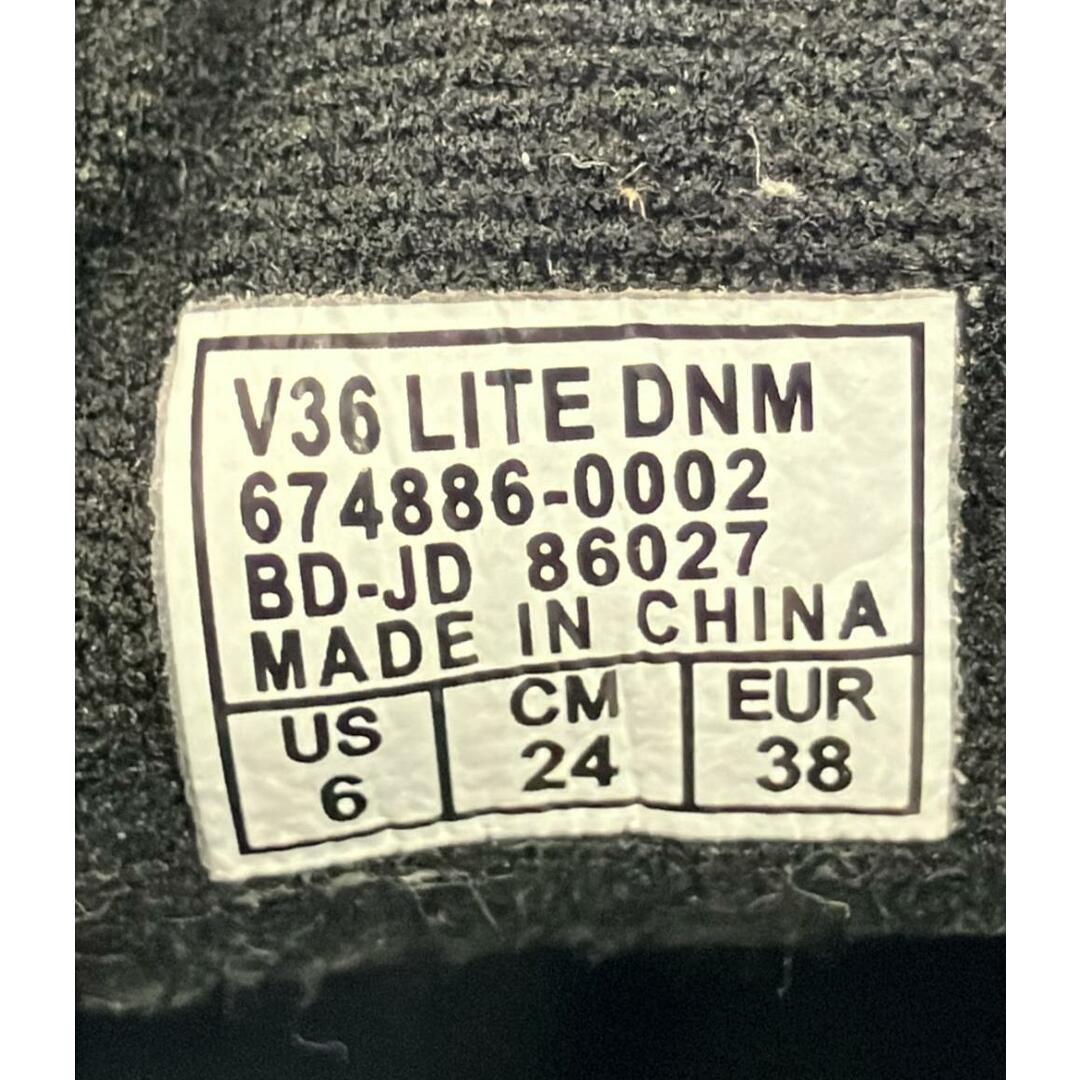 V36 LITE DNM
674886-0002
BD-JD 86027
MADE IN CHINA
US CM EUR
6 24 38